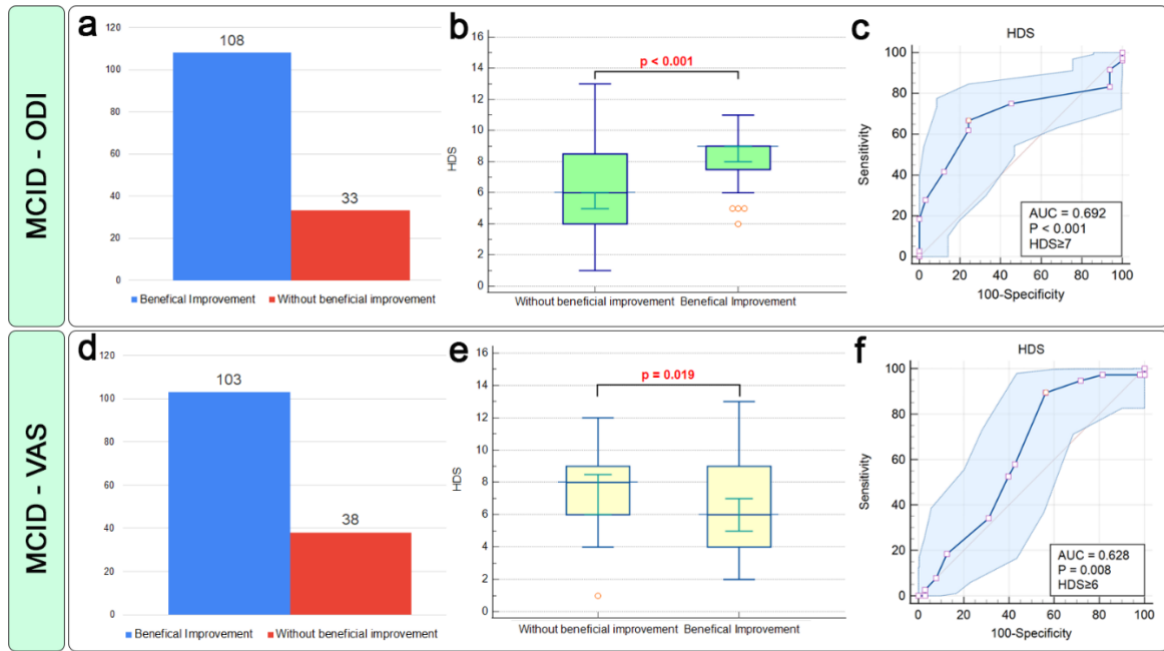 MCID - ODI
a
120
100
80
60
40
20
0
108
33
Benefical Improvement
Without beneficial improvement
b
HDS
16
14
12
10
8
6
4
2
0
p < 0.001
Without beneficial improvement
Benefical Improvement
c
HDS
Sensitivity
100
80
60
40
20
0
AUC = 0.692
P < 0.001
HDS≥7
0
20
40
60
80
100
100-Specificity
MCID - VAS
d
120
100
80
60
40
20
0
103
38
Benefical Improvement
Without beneficial improvement
e
HDS
16
14
12
10
8
6
4
2
0
p = 0.019
Without beneficial improvement
Benefical Improvement
f
HDS
Sensitivity
100
80
60
40
20
0
AUC = 0.628
P = 0.008
HDS≥6
0
20
40
60
80
100
100-Specificity